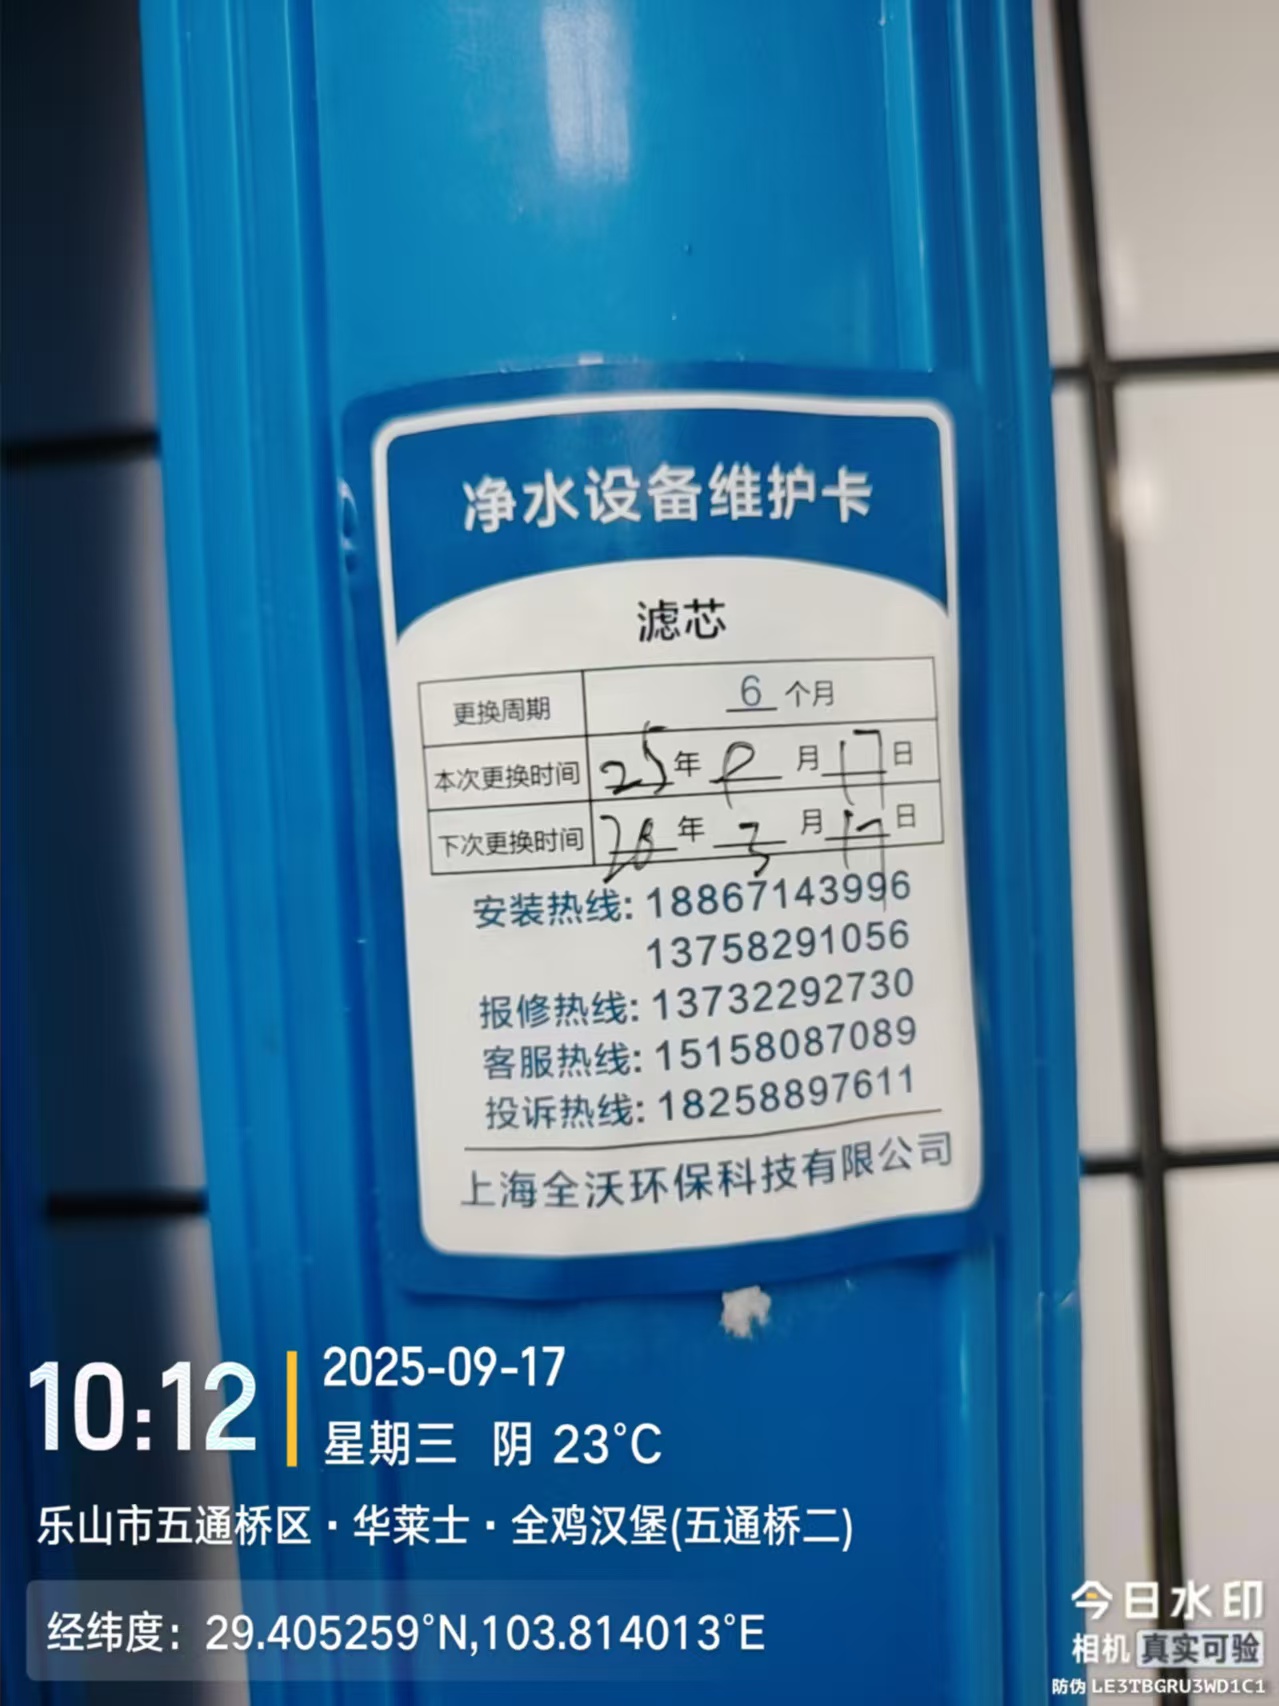 净水设备维护卡
滤芯
更换周期 6 个月
本次更换时间 25 年 9 月 17 日
下次更换时间 26 年 3 月 17 日
安装热线: 18867143996
13758291056
报修热线: 13732292730
客服热线: 15158087089
投诉热线: 18258897611
上海全沃环保科技有限公司
10:12
2025-09-17
星期三 阴 23°C
乐山市五通桥区·华莱士·全鸡汉堡(五通桥二)
经纬度: 29.405259°N,103.814013°E
今日水印
相机 真实可验
防伪 LE3TBGRU3WD1C1